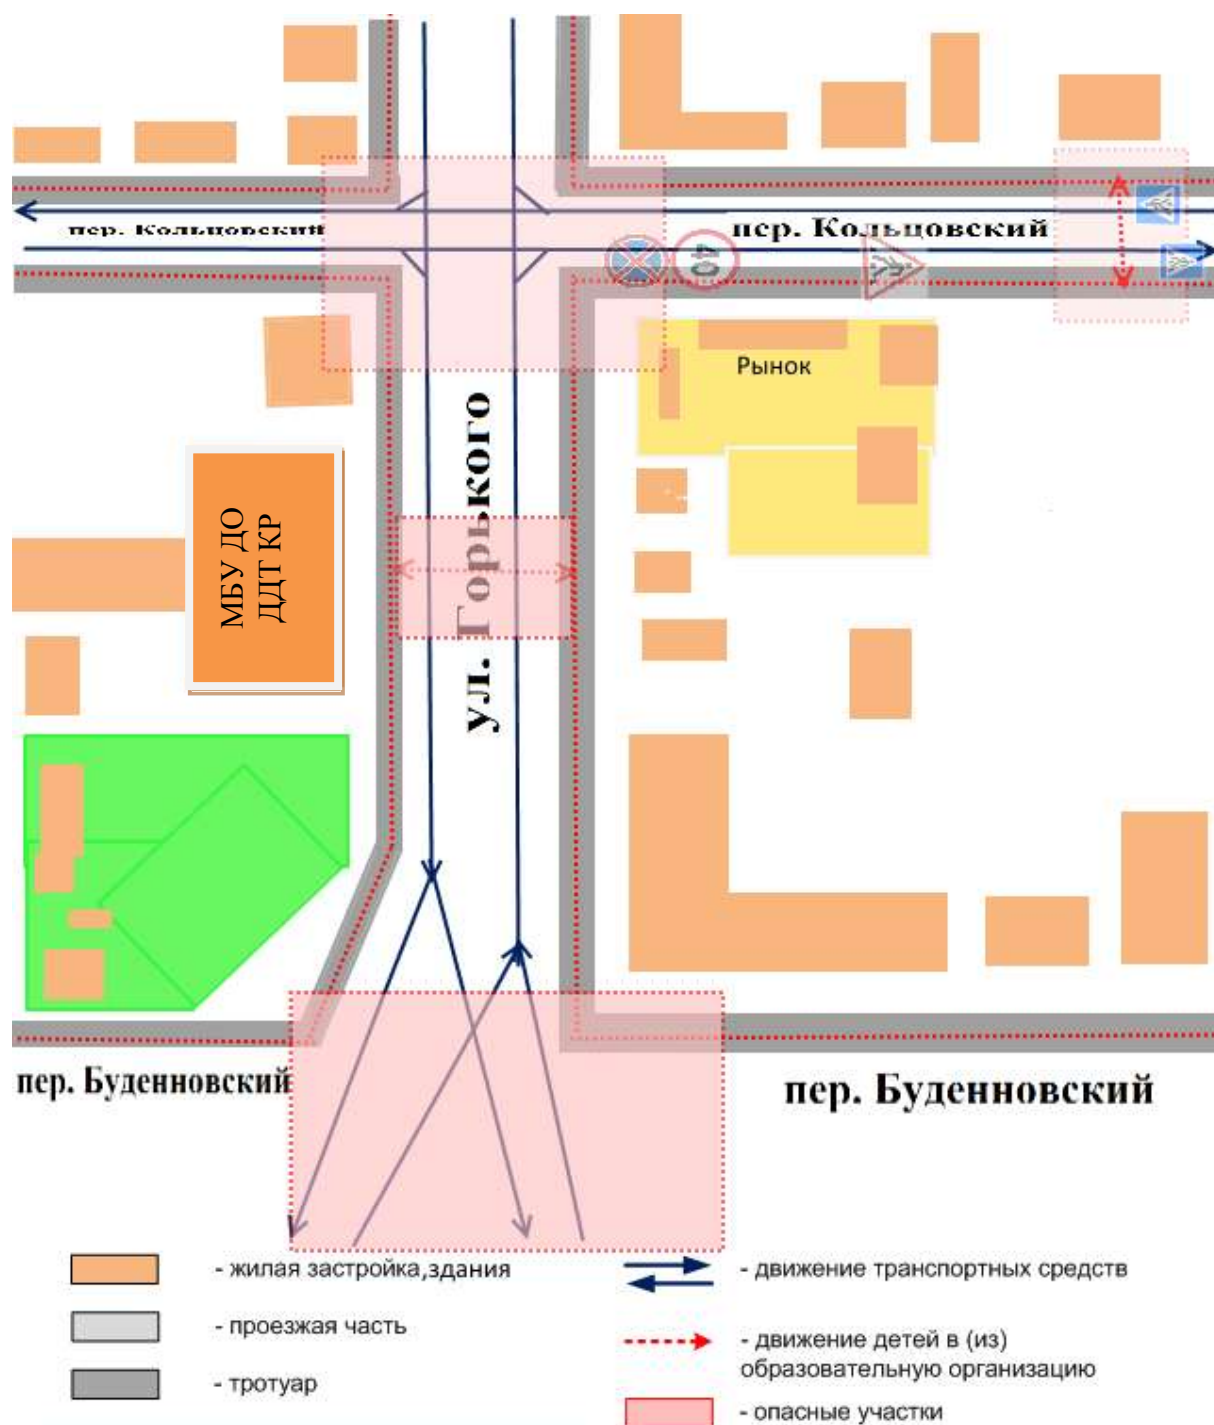 пер. Кольцовский
пер. Кольцовский
40
Рынок
ул. Горького
МБУ ДО
ДДТ КР
пер. Буденновский
пер. Буденновский
- жилая застройка,здания
- проезжая часть
- тротуар
- движение транспортных средств
- движение детей в (из)
образовательную организацию
- опасные участки